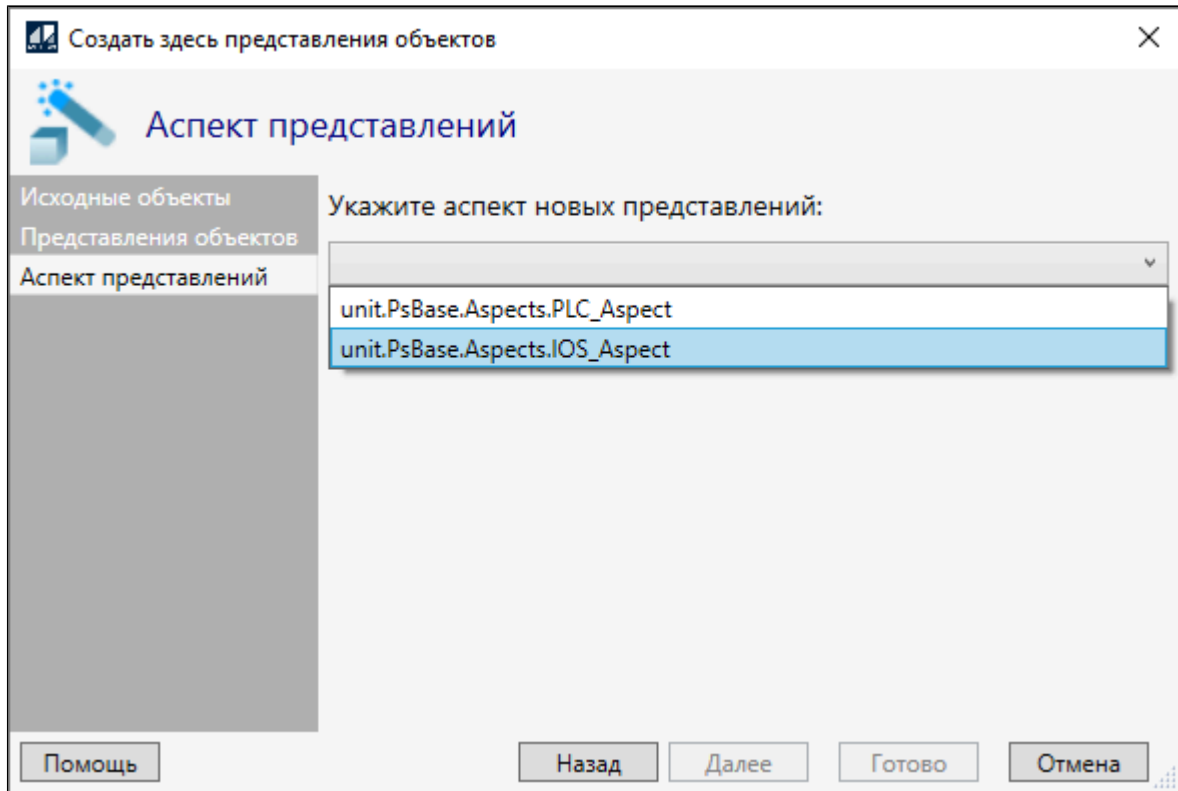 Создать здесь представления объектов
Аспект представлений
Исходные объекты
Представления объектов
Аспект представлений
Укажите аспект новых представлений:
unit.PsBase.Aspects.PLC_Aspect
unit.PsBase.Aspects.IOS_Aspect
Помощь
Назад
Далее
Готово
Отмена